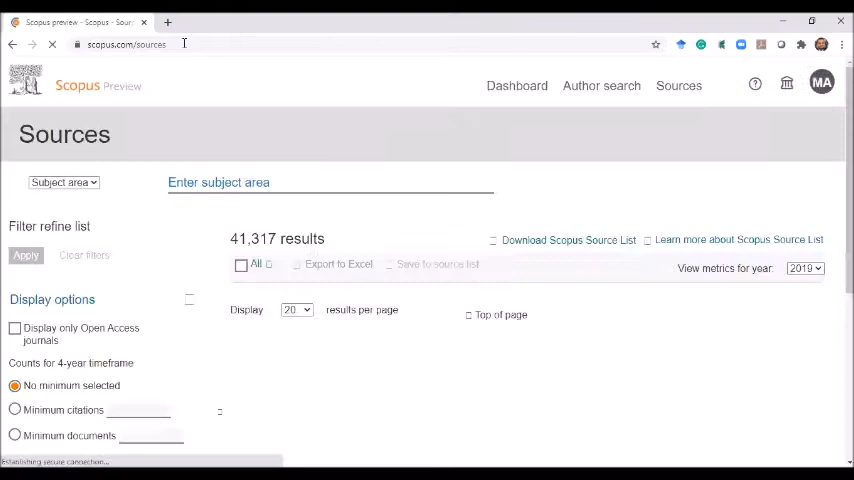 Scopus preview - Scopus - Sour
scopus.com/sources
Scopus Preview
Dashboard
Author search
Sources
MA
Sources
Subject area
Enter subject area
Filter refine list
Apply
Clear filters
41,317 results
Download Scopus Source List
Learn more about Scopus Source List
All
Export to Excel
Save to source list
View metrics for year:
2019
Display options
Display
20
results per page
Top of page
Display only Open Access
journals
Counts for 4-year timeframe
No minimum selected
Minimum citations
Minimum documents
Establishing secure connection...